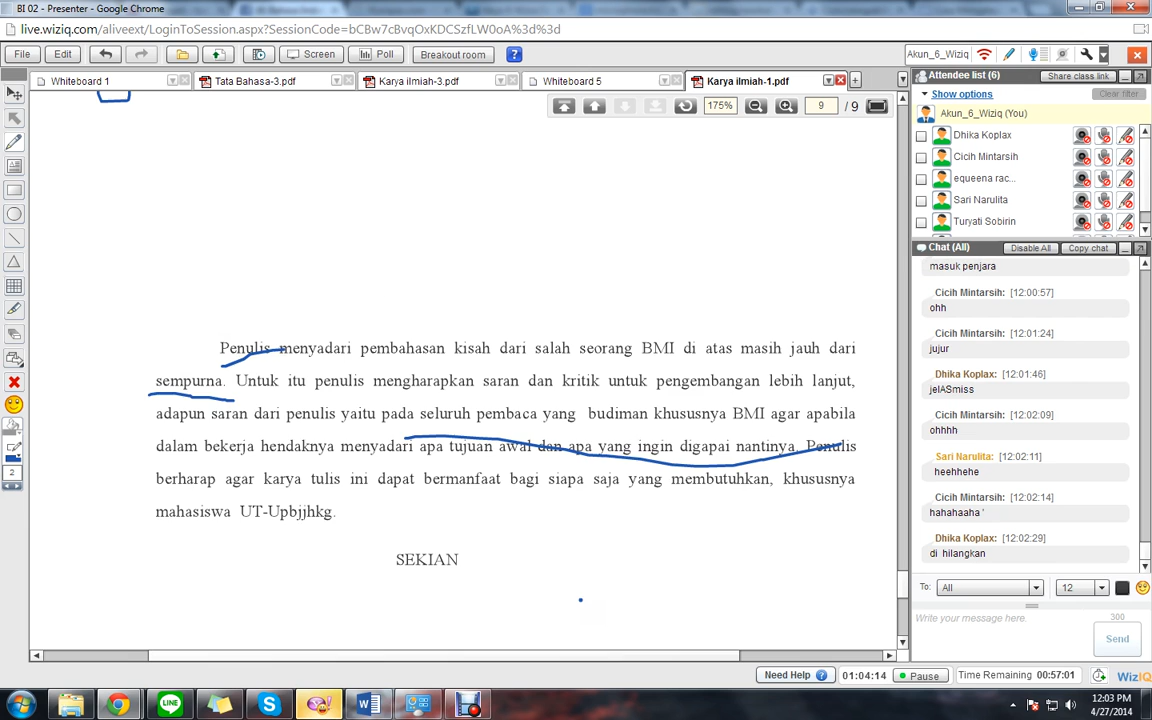 BI 02 - Presenter - Google Chrome
live.wiziq.com/aliveext/LoginToSession.aspx?SessionCode=bCBw7cBvqOxKDCSzfLW0oA%3d%3d
File Edit Screen Poll Breakout room ? Akun_6_Wiziq
Whiteboard 1 Tata Bahasa-3.pdf Karya ilmiah-3.pdf Whiteboard 5 Karya ilmiah-1.pdf
175% 9 / 9
Attendee list (6) Share class link
Show options Clear filter
Akun_6_Wiziq (You)
Dhika Koplax
Cicih Mintarsih
equeena rac...
Sari Narulita
Turyati Sobirin
Chat (All) Disable All Copy chat
masuk penjara
Cicih Mintarsih: [12:00:57]
ohh
Cicih Mintarsih: [12:01:24]
jujur
Dhika Koplax: [12:01:46]
jelASmiss
Cicih Mintarsih: [12:02:09]
ohhhh
Sari Narulita: [12:02:11]
heehhehe
Cicih Mintarsih: [12:02:14]
hahahaaha '
Dhika Koplax: [12:02:29]
di hilangkan
To: All 12
Write your message here. 300
Send
Penulis menyadari pembahasan kisah dari salah seorang BMI di atas masih jauh dari
sempurna. Untuk itu penulis mengharapkan saran dan kritik untuk pengembangan lebih lanjut,
adapun saran dari penulis yaitu pada seluruh pembaca yang budiman khususnya BMI agar apabila
dalam bekerja hendaknya menyadari apa tujuan awal dan apa yang ingin digapai nantinya. Penulis
berharap agar karya tulis ini dapat bermanfaat bagi siapa saja yang membutuhkan, khususnya
mahasiswa UT-Upbjjhkg.
SEKIAN
2
Need Help ? 01:04:14 Pause Time Remaining 00:57:01 WizIQ
12:03 PM
4/27/2014